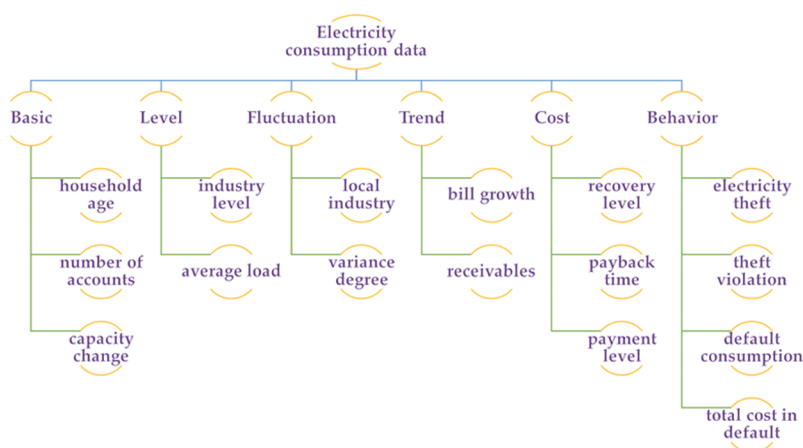 Electricity
consumption data
Basic
Level
Fluctuation
Trend
Cost
Behavior
household
age
industry
level
local
industry
bill growth
recovery
level
electricity
theft
number of
accounts
average load
variance
degree
receivables
payback
time
theft
violation
capacity
change
payment
level
default
consumption
total cost in
default